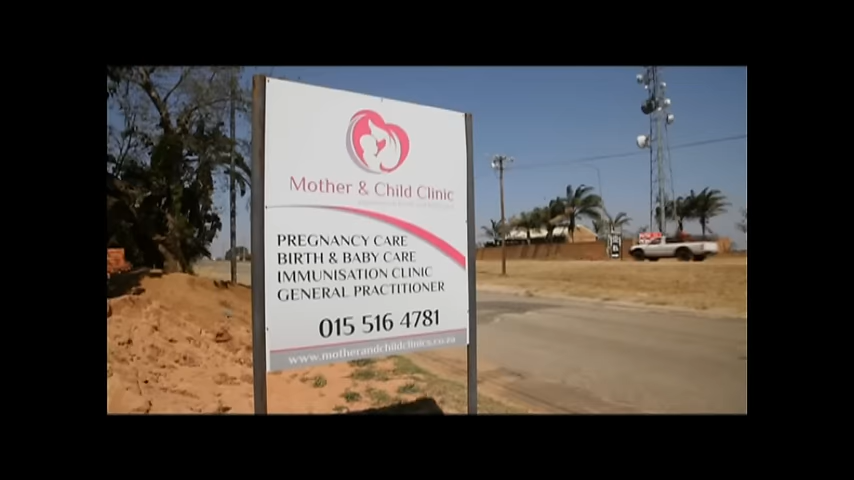 Mother & Child Clinic
PREGNANCY CARE
BIRTH & BABY CARE
IMMUNISATION CLINIC
GENERAL PRACTITIONER
015 516 4781
www.motherandchildclinics.co.za